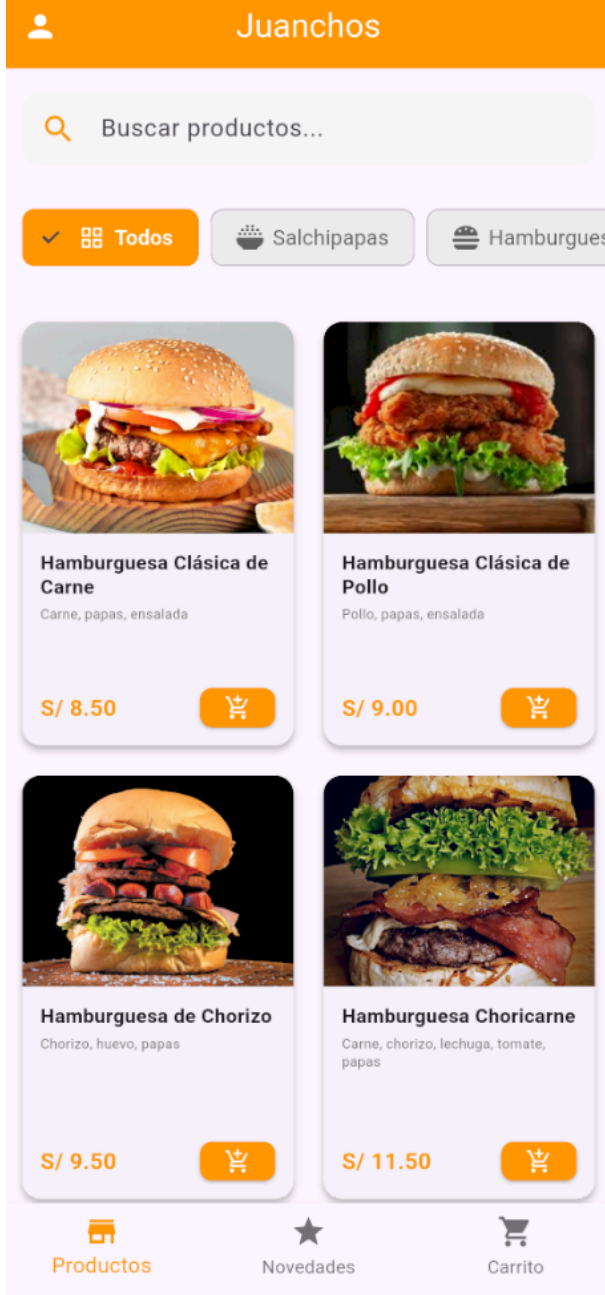 Juanchos
Buscar productos...
Todos
Salchipapas
Hamburgues
Hamburguesa Clásica de
Carne
Carne, papas, ensalada
S/ 8.50
Hamburguesa Clásica de
Pollo
Pollo, papas, ensalada
S/ 9.00
Hamburguesa de Chorizo
Chorizo, huevo, papas
S/ 9.50
Hamburguesa Choricarne
Carne, chorizo, lechuga, tomate,
papas
S/ 11.50
Productos
Novedades
Carrito